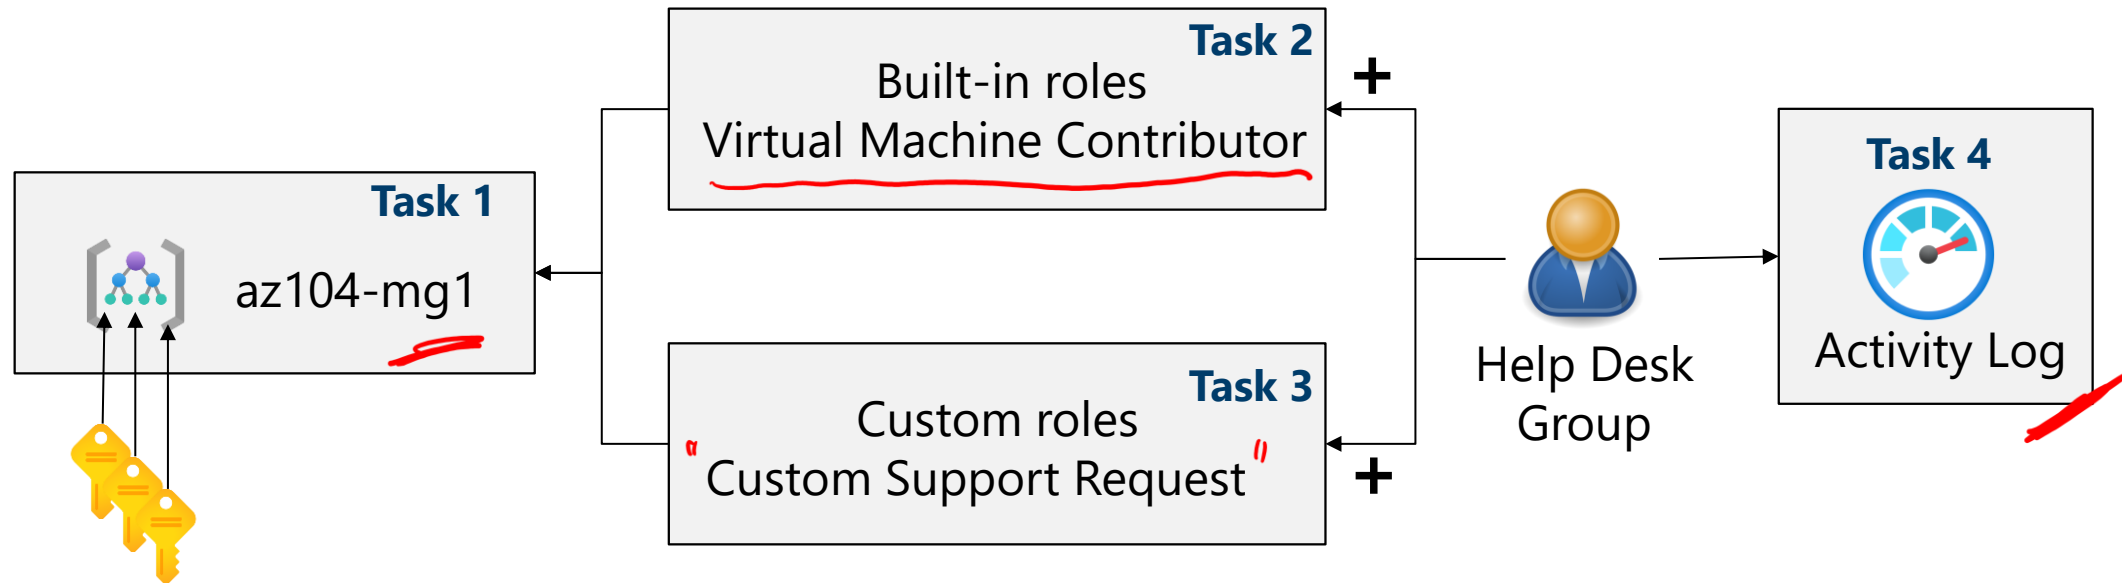 Task 1
az104-mg1
Task 2
Built-in roles
Virtual Machine Contributor
+
Task 3
Custom roles
" Custom Support Request "
+
Help Desk
Group
Task 4
Activity Log